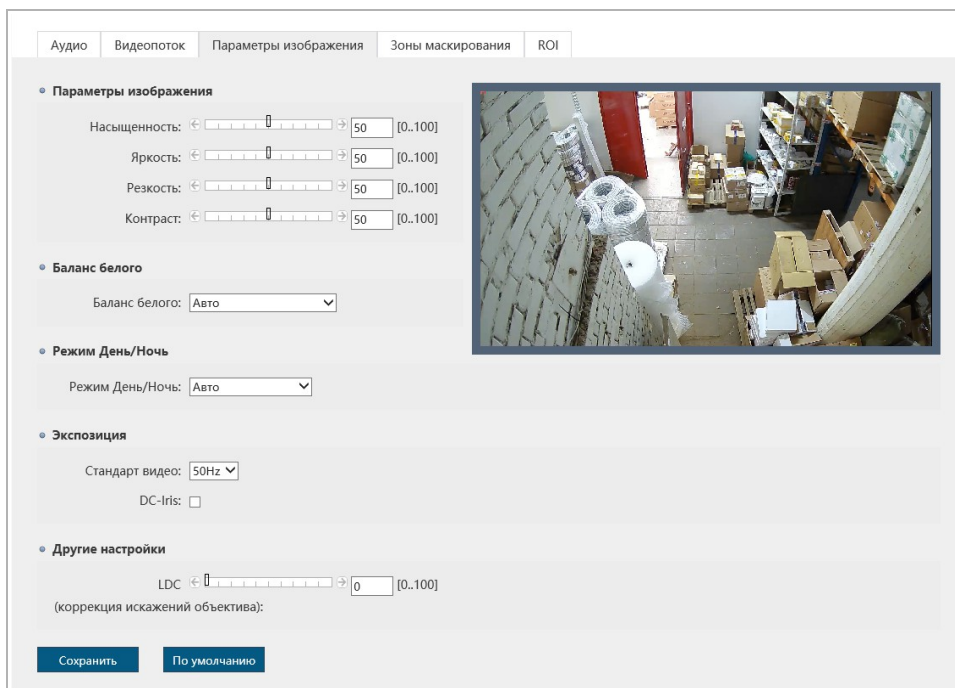 Аудио Видеопоток Параметры изображения Зоны маскирования ROI
Параметры изображения
Насыщенность: 50 [0..100]
Яркость: 50 [0..100]
Резкость: 50 [0..100]
Контраст: 50 [0..100]
Баланс белого
Баланс белого: Авто
Режим День/Ночь
Режим День/Ночь: Авто
Экспозиция
Стандарт видео: 50Hz
DC-Iris:
Другие настройки
LDC 0 [0..100]
(коррекция искажений объектива):
Сохранить По умолчанию